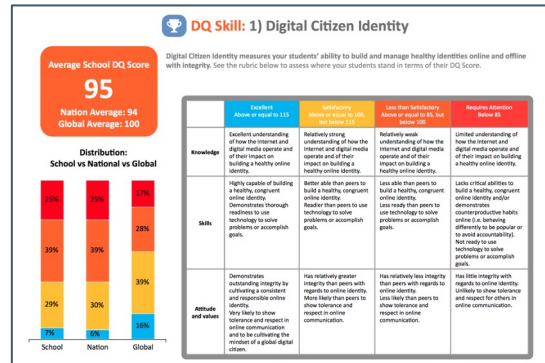 DQ Skill: 1) Digital Citizen Identity
Average School DQ Score
95
Nation Average: 94
Global Average: 100
Digital Citizen Identity measures your students' ability to build and manage healthy identities online and offline
with integrity. See the rubric below to assess where your students stand in terms of their DQ Score.
Distribution:
School vs National vs Global
25%
25%
17%
39%
39%
28%
29%
30%
39%
7%
6%
16%
School
Nation
Global
Excellent
Above or equal to 115
Satisfactory
Above or equal to 100,
but below 115
Less than Satisfactory
Above or equal to 85, but
below 100
Requires Attention
Below 85
Knowledge
Excellent understanding
of how the Internet and
digital media operate and
of their impact on
building a healthy online
identity.
Relatively strong
understanding of how the
Internet and digital media
operate and of their
impact on building a
healthy online identity.
Relatively weak
understanding of how the
Internet and digital media
operate and of their
impact on building a
healthy online identity.
Limited understanding of
how the Internet and
digital media operate and
of their impact on
building a healthy online
identity.
Skills
Highly capable of building
a healthy, congruent
online identity.
Demonstrates thorough
readiness to use
technology to solve
problems or accomplish
goals.
Better able than peers to
build a healthy, congruent
online identity.
Readier than peers to use
technology to solve
problems or accomplish
goals.
Less able than peers to
build a healthy, congruent
online identity.
Less ready than peers to
use technology to solve
problems or accomplish
goals.
Lacks critical abilities to
build a healthy, congruent
online identity and/or
demonstrates
counterproductive habits
online (i.e. behaving
differently to be popular or
to avoid accountability).
Not ready to use
technology to solve
problems or accomplish
goals.
Attitude
and values
Demonstrates
outstanding integrity by
cultivating a consistent
and responsible online
identity.
Very likely to show
tolerance and respect in
online communication
and to be cultivating the
mindset of a global digital
citizen.
Has relatively greater
integrity than peers with
regards to online identity.
More likely than peers to
show tolerance and
respect in online
communication.
Has relatively less integrity
than peers with regards to
online identity.
Less likely than peers to
show tolerance and
respect in online
communication.
Has little integrity with
regards to online identity.
Unlikely to show tolerance
and respect for others in
online communication.